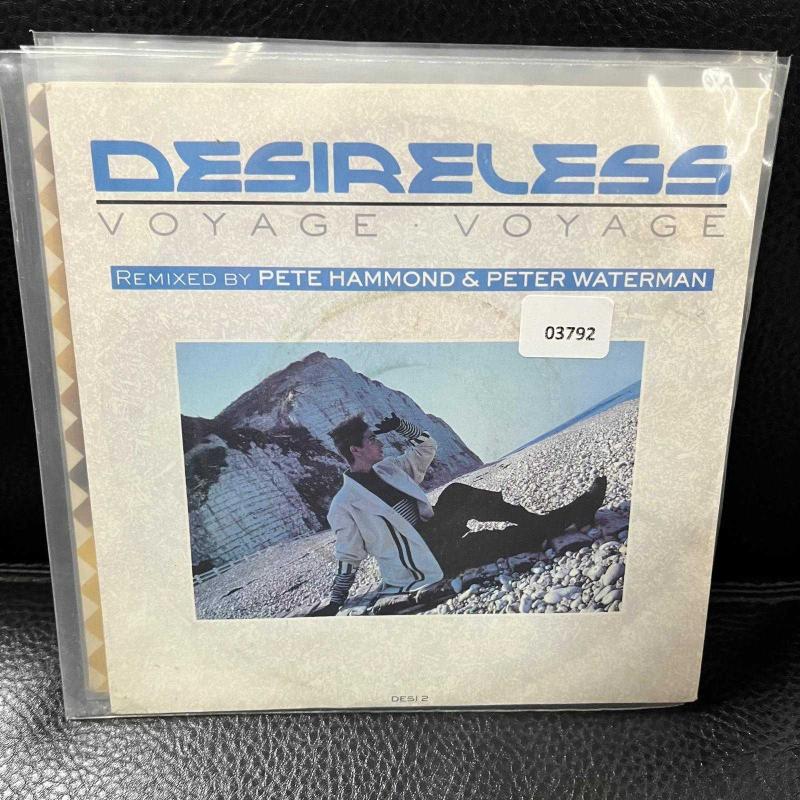 DESIRELESS
VOYAGE · VOYAGE
REMIXED BY PETE HAMMOND & PETER WATERMAN
03792
DESI 2